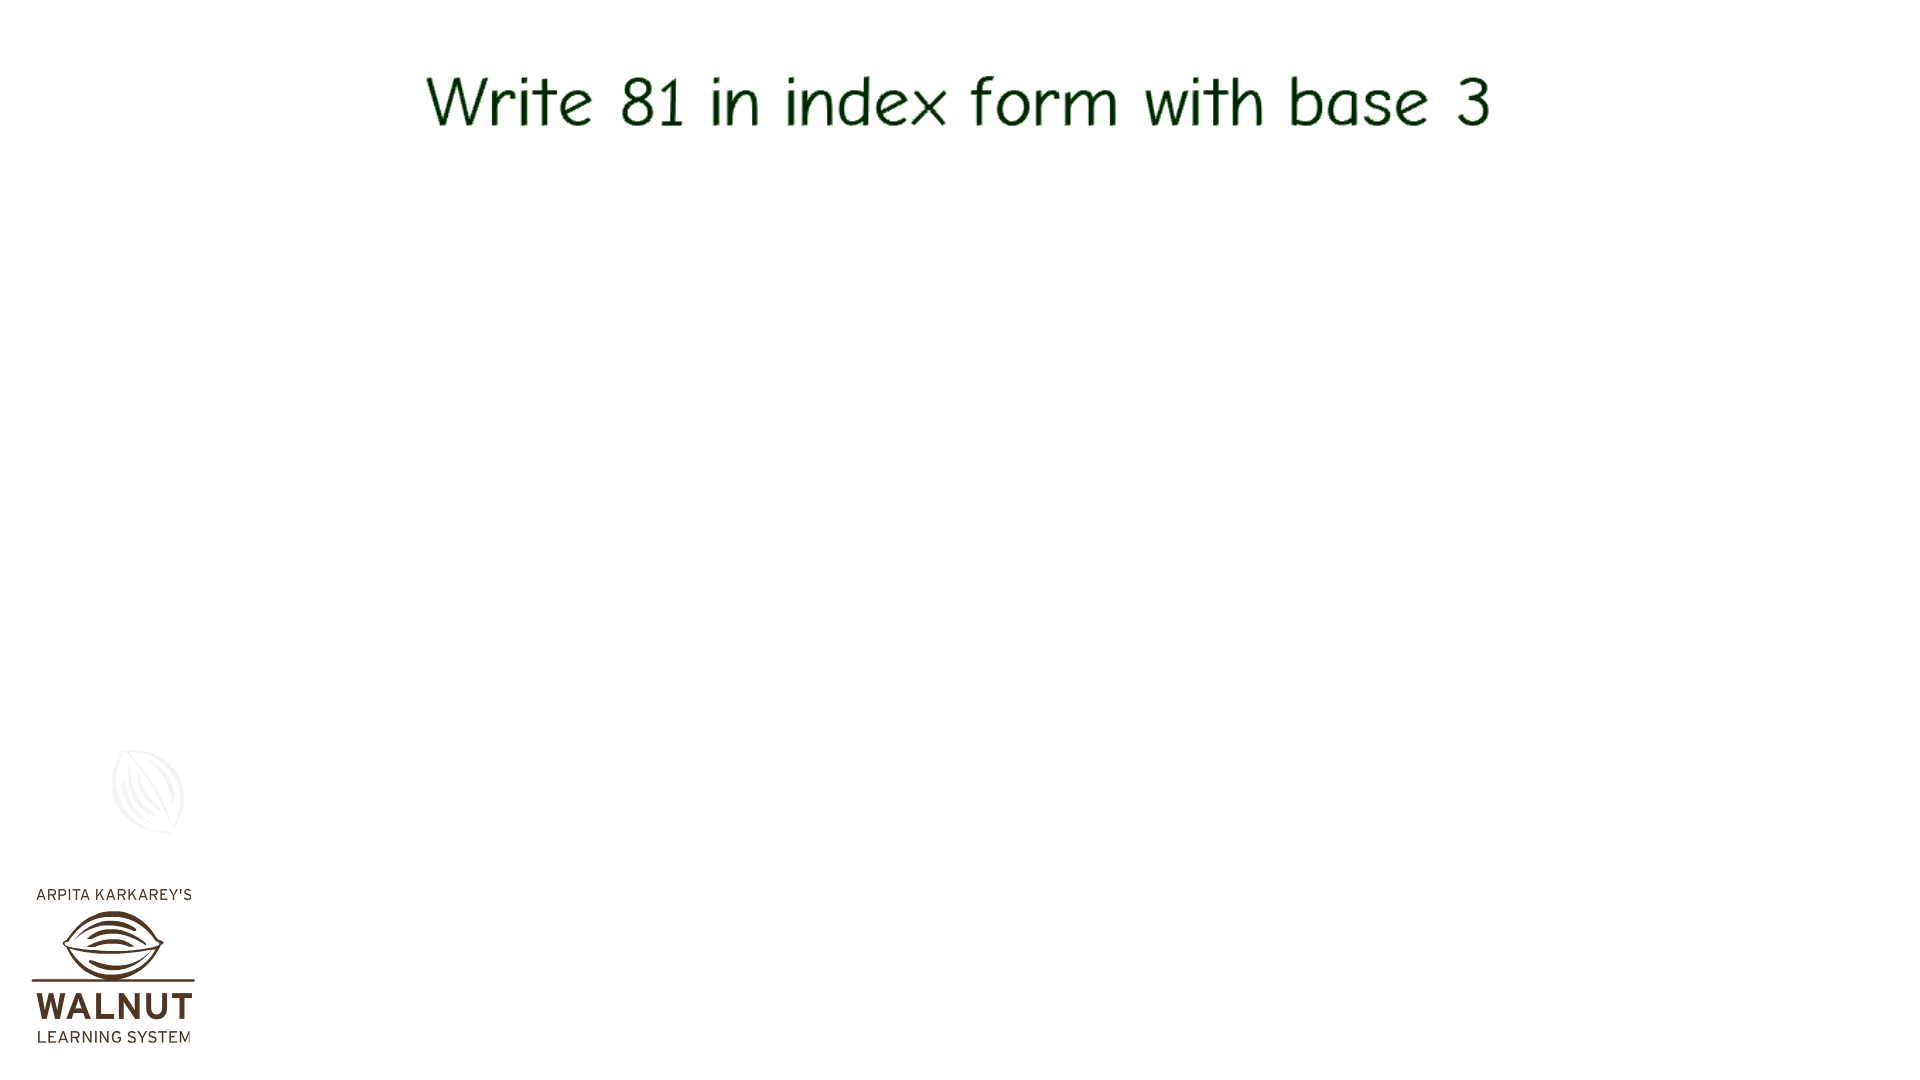 Write 81 in index form with base 3
ARPITA KARKAREY'S
WALNUT
LEARNING SYSTEM